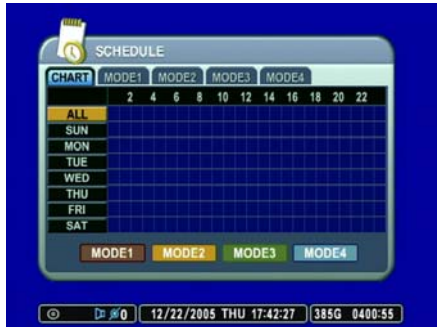 SCHEDULE
CHART MODE1 MODE2 MODE3 MODE4
2 4 6 8 10 12 14 16 18 20 22
ALL
SUN
MON
TUE
WED
THU
FRI
SAT
MODE1 MODE2 MODE3 MODE4
0 12/22/2005 THU 17:42:27 385G 0400:55